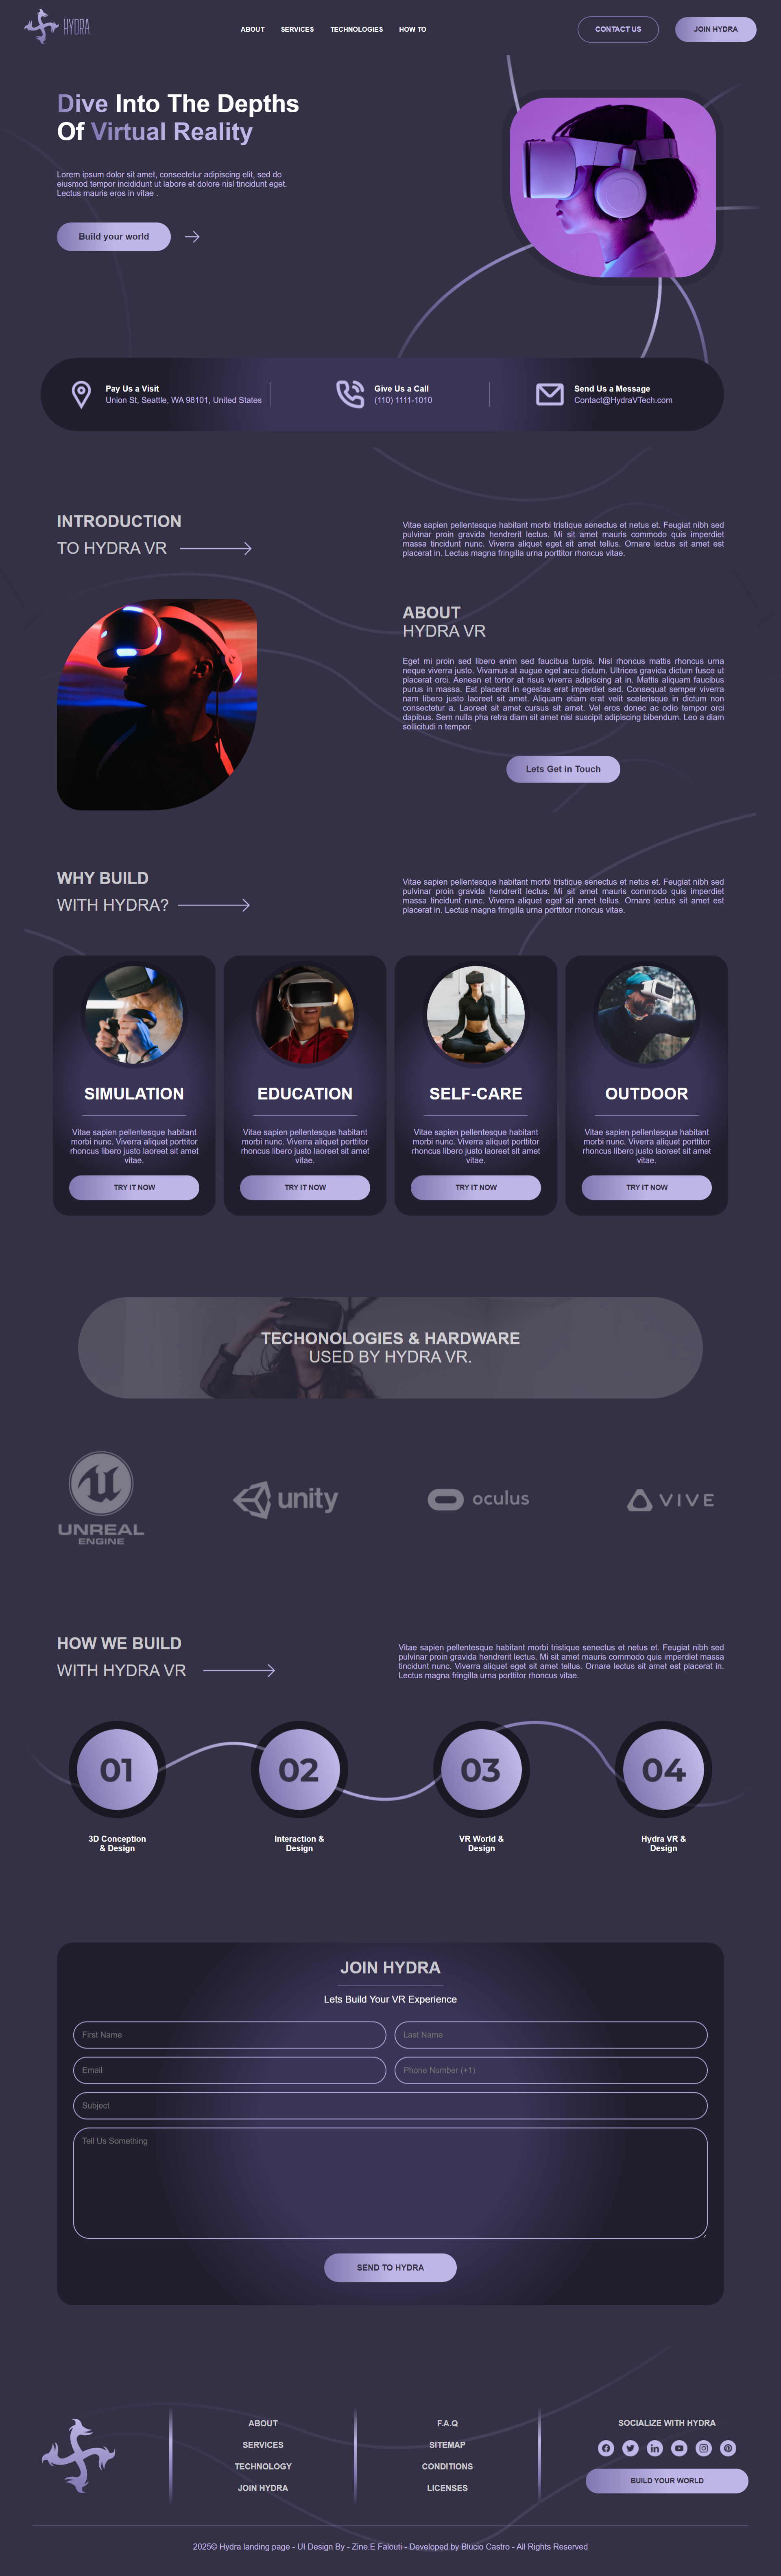 HYDRA
ABOUT
SERVICES
TECHNOLOGIES
HOW TO
CONTACT US
JOIN HYDRA
Dive Into The Depths
Of Virtual Reality
Lorem ipsum dolor sit amet, consectetur adipiscing elit, sed do
eiusmod tempor incididunt ut labore et dolore nisl tincidunt eget.
Lectus mauris eros in vitae .
Build your world
Pay Us a Visit
Union St, Seattle, WA 98101, United States
Give Us a Call
(110) 1111-1010
Send Us a Message
Contact@HydraVTech.com
INTRODUCTION
TO HYDRA VR
Vitae sapien pellentesque habitant morbi tristique senectus et netus et. Feugiat nibh sed
pulvinar proin gravida hendrerit lectus. Mi sit amet mauris commodo quis imperdiet
massa tincidunt nunc. Viverra aliquet eget sit amet tellus. Ornare lectus sit amet est
placerat in. Lectus magna fringilla urna porttitor rhoncus vitae.
ABOUT
HYDRA VR
Eget mi proin sed libero enim sed faucibus turpis. Nisl rhoncus mattis rhoncus urna
neque viverra justo. Vivamus at augue eget arcu dictum. Ultrices gravida dictum fusce ut
placerat orci. Aenean et tortor at risus viverra adipiscing at in. Mattis aliquam faucibus
purus in massa. Est placerat in egestas erat imperdiet sed. Consequat semper viverra
nam libero justo laoreet sit amet. Aliquam etiam erat velit scelerisque in dictum non
consectetur a. Laoreet sit amet cursus sit amet. Vel eros donec ac odio tempor orci
dapibus. Sem nulla pha retra diam sit amet nisl suscipit adipiscing bibendum. Leo a diam
sollicitudi n tempor.
Lets Get in Touch
WHY BUILD
WITH HYDRA?
Vitae sapien pellentesque habitant morbi tristique senectus et netus et. Feugiat nibh sed
pulvinar proin gravida hendrerit lectus. Mi sit amet mauris commodo quis imperdiet
massa tincidunt nunc. Viverra aliquet eget sit amet tellus. Ornare lectus sit amet est
placerat in. Lectus magna fringilla urna porttitor rhoncus vitae.
SIMULATION
Vitae sapien pellentesque habitant
morbi nunc. Viverra aliquet porttitor
rhoncus libero justo laoreet sit amet
vitae.
TRY IT NOW
EDUCATION
Vitae sapien pellentesque habitant
morbi nunc. Viverra aliquet porttitor
rhoncus libero justo laoreet sit amet
vitae.
TRY IT NOW
SELF-CARE
Vitae sapien pellentesque habitant
morbi nunc. Viverra aliquet porttitor
rhoncus libero justo laoreet sit amet
vitae.
TRY IT NOW
OUTDOOR
Vitae sapien pellentesque habitant
morbi nunc. Viverra aliquet porttitor
rhoncus libero justo laoreet sit amet
vitae.
TRY IT NOW
TECHONOLOGIES & HARDWARE
USED BY HYDRA VR.
UNREAL
ENGINE
unity
oculus
VIVE
HOW WE BUILD
WITH HYDRA VR
Vitae sapien pellentesque habitant morbi tristique senectus et netus et. Feugiat nibh sed
pulvinar proin gravida hendrerit lectus. Mi sit amet mauris commodo quis imperdiet massa
tincidunt nunc. Viverra aliquet eget sit amet tellus. Ornare lectus sit amet est placerat in.
Lectus magna fringilla urna porttitor rhoncus vitae.
01
02
03
04
3D Conception
& Design
Interaction &
Design
VR World &
Design
Hydra VR &
Design
JOIN HYDRA
Lets Build Your VR Experience
First Name
Last Name
Email
Phone Number (+1)
Subject
Tell Us Something
SEND TO HYDRA
ABOUT
SERVICES
TECHNOLOGY
JOIN HYDRA
F.A.Q
SITEMAP
CONDITIONS
LICENSES
SOCIALIZE WITH HYDRA
BUILD YOUR WORLD
2025© Hydra landing page - UI Design By - Zine.E Falouti - Developed by Blucio Castro - All Rights Reserved